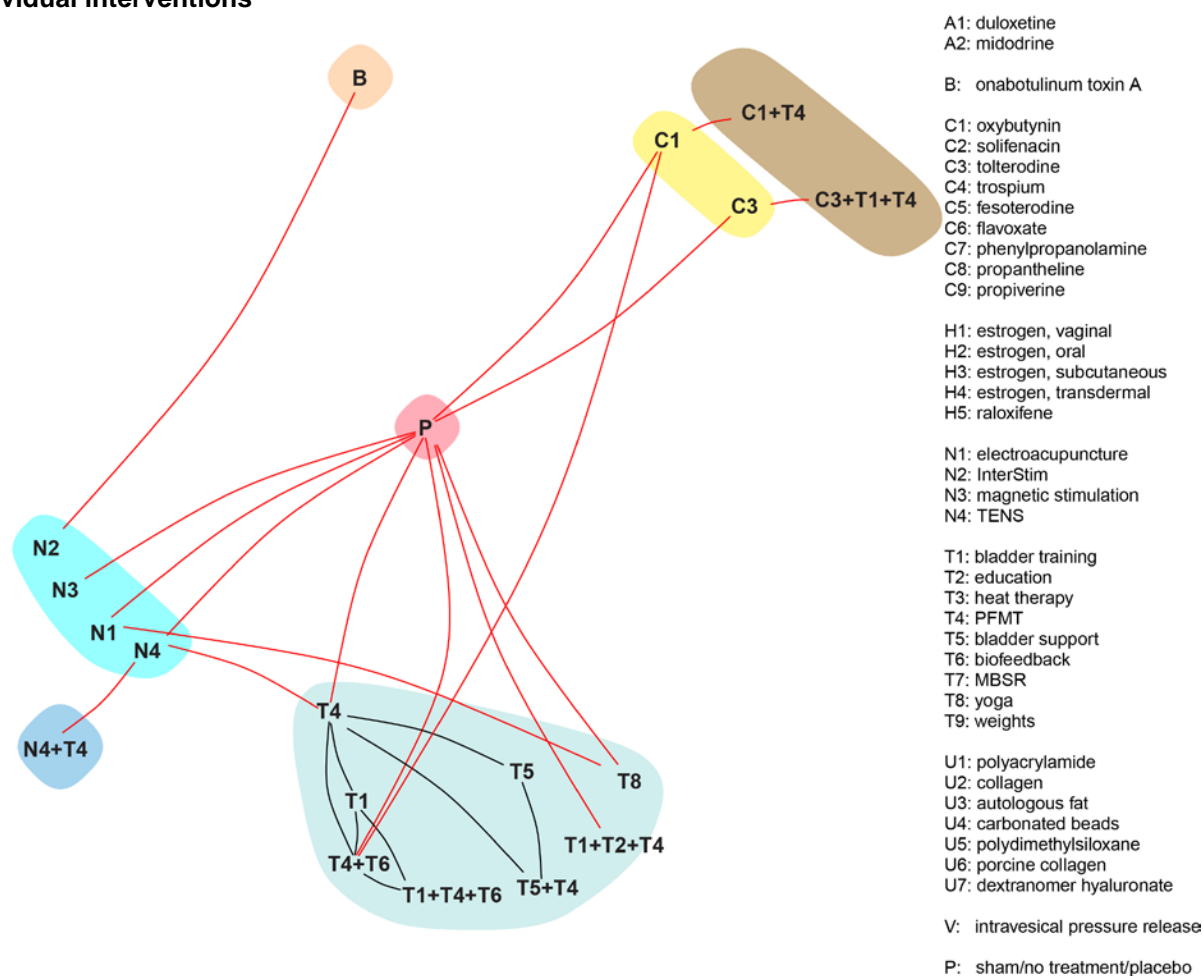 vidual interventions
B
C1+T4
C1
C3
C3+T1+T4
P
N2
N3
N1
N4
N4+T4
T4
T5
T8
T1
T1+T2+T4
T4+T6
T5+T4
T1+T4+T6
A1: duloxetine
A2: midodrine
B: onabotulinum toxin A
C1: oxybutynin
C2: solifenacin
C3: tolterodine
C4: trospium
C5: fesoterodine
C6: flavoxate
C7: phenylpropanolamine
C8: propantheline
C9: propiverine
H1: estrogen, vaginal
H2: estrogen, oral
H3: estrogen, subcutaneous
H4: estrogen, transdermal
H5: raloxifene
N1: electroacupuncture
N2: InterStim
N3: magnetic stimulation
N4: TENS
T1: bladder training
T2: education
T3: heat therapy
T4: PFMT
T5: bladder support
T6: biofeedback
T7: MBSR
T8: yoga
T9: weights
U1: polyacrylamide
U2: collagen
U3: autologous fat
U4: carbonated beads
U5: polydimethylsiloxane
U6: porcine collagen
U7: dextranomer hyaluronate
V: intravesical pressure release
P: sham/no treatment/placebo